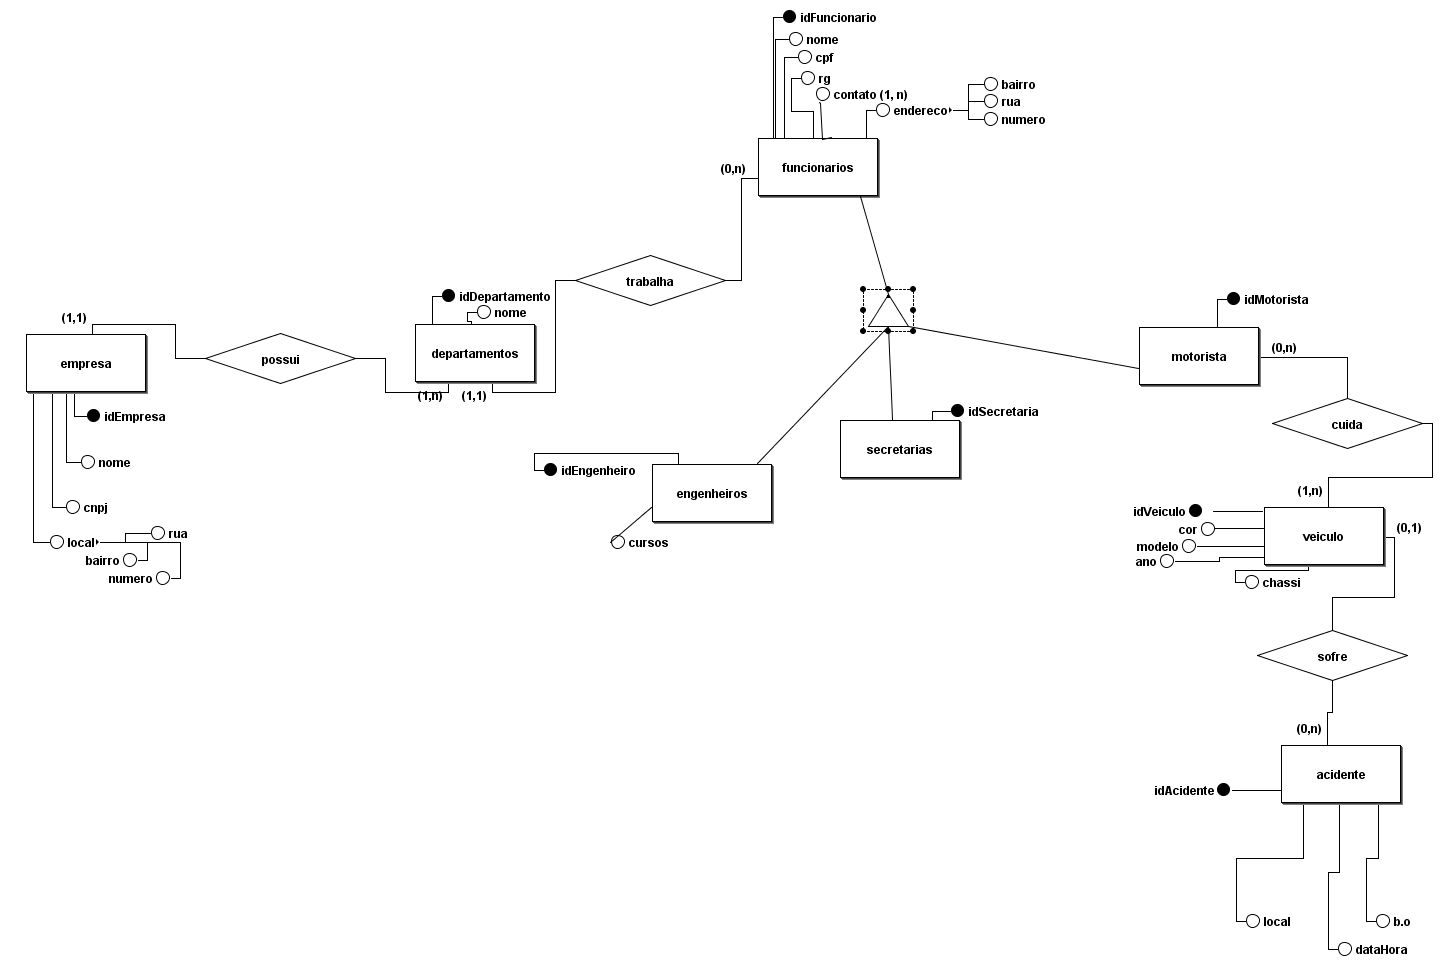 idFuncionario
nome
cpf
rg
contato (1, n)
endereco
bairro
rua
numero
funcionarios
(0,n)
trabalha
idDepartamento
nome
departamentos
(1,n)
(1,1)
(1,1)
empresa
possui
idEmpresa
nome
cnpj
local
rua
bairro
numero
idMotorista
motorista
(0,n)
cuida
idSecretaria
secretarias
idEngenheiro
engenheiros
cursos
(1,n)
idVeiculo
cor
modelo
ano
chassi
veiculo
(0,1)
sofre
(0,n)
acidente
idAcidente
local
b.o
dataHora